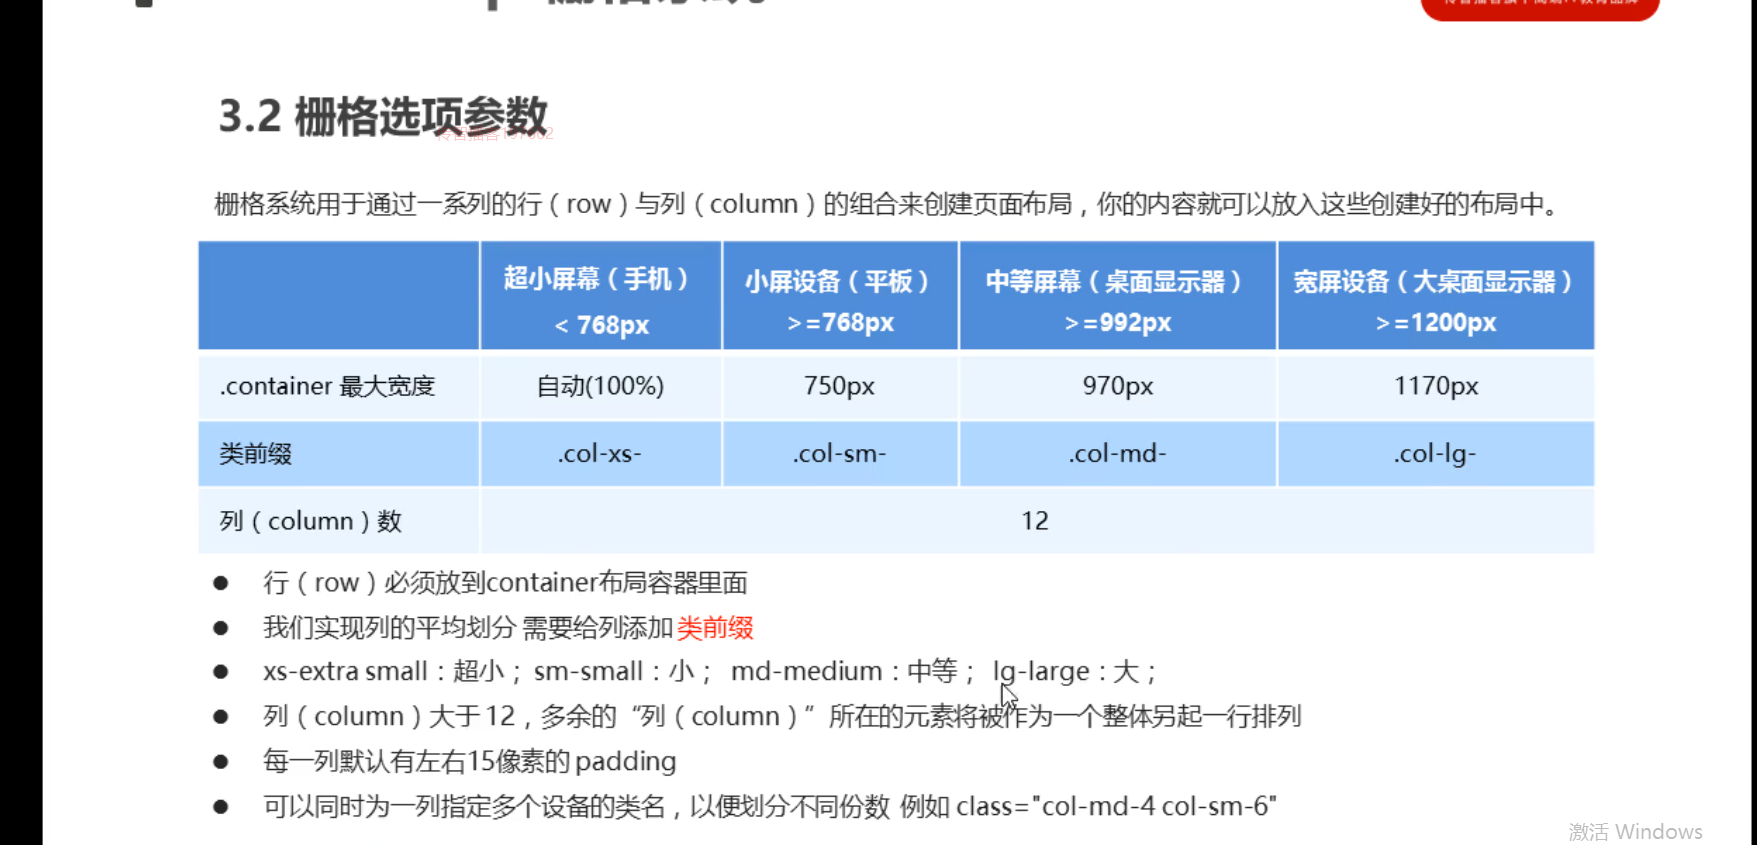 3.2 栅格选项参数
栅格系统用于通过一系列的行（row）与列（column）的组合来创建页面布局，你的内容就可以放入这些创建好的布局中。
超小屏幕（手机） < 768px
小屏设备（平板） >=768px
中等屏幕（桌面显示器） >=992px
宽屏设备（大桌面显示器） >=1200px
.container 最大宽度 自动(100%) 750px 970px 1170px
类前缀 .col-xs- .col-sm- .col-md- .col-lg-
列（column）数 12
● 行（row）必须放到container布局容器里面
● 我们实现列的平均划分 需要给列添加 类前缀
● xs-extra small：超小； sm-small：小； md-medium：中等； lg-large：大；
● 列（column）大于 12，多余的“列（column）”所在的元素将被作为一个整体另起一行排列
● 每一列默认有左右15像素的 padding
● 可以同时为一列指定多个设备的类名，以便划分不同份数 例如 class="col-md-4 col-sm-6"
激活 Windows